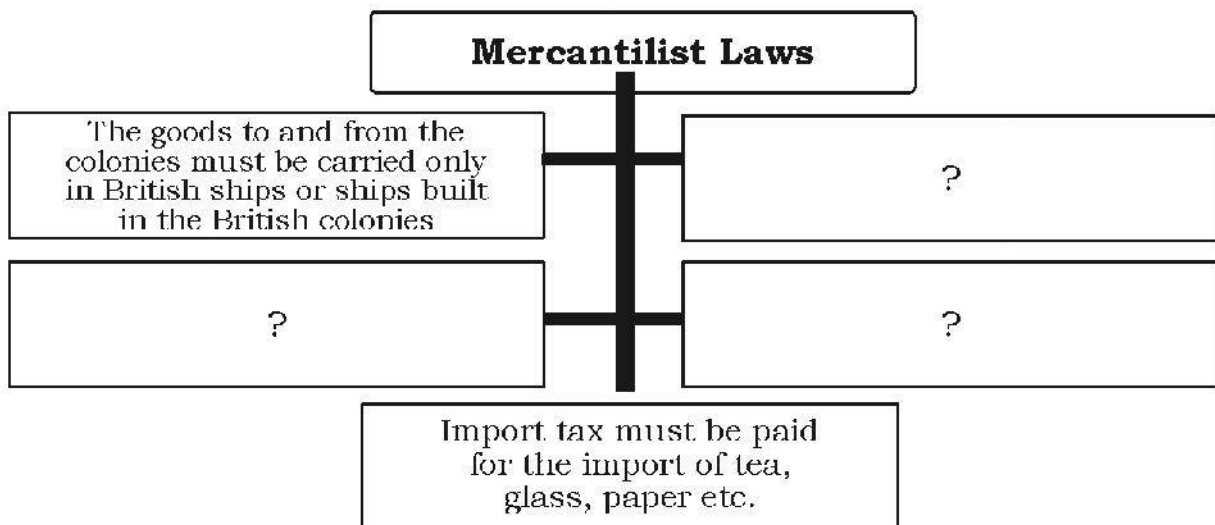 Mercantilist Laws
The goods to and from the
colonies must be carried only
in British ships or ships built
in the British colonies
?
?
?
Import tax must be paid
for the import of tea,
glass, paper etc.